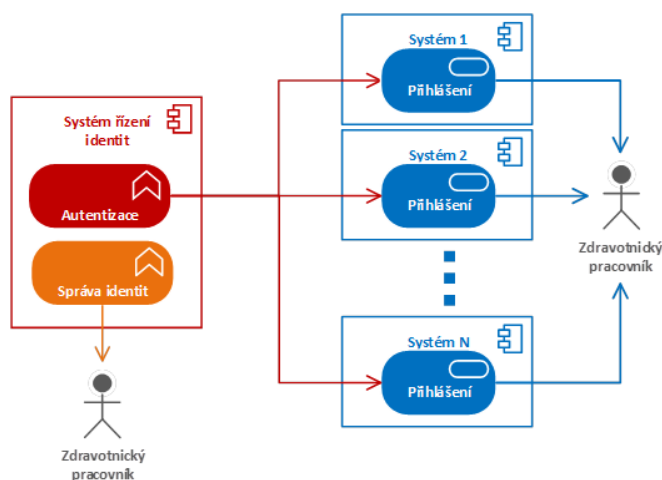 Systém řízení
identit
Autentizace
Správa identit
Zdravotnický
pracovník
Systém 1
Přihlášení
Systém 2
Přihlášení
Systém N
Přihlášení
Zdravotnický
pracovník